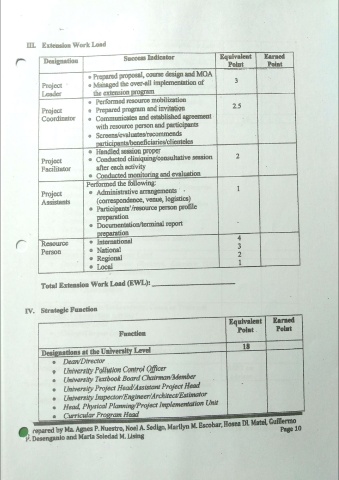 III. Extension Work Load
Designation Success Indicator Equivalent Point Earned Point
Project Leader
• Prepared proposal, course design and MOA
• Managed the over-all implementation of
the extension program
3
Project Coordinator
• Performed resource mobilization
• Prepared program and invitation
• Communicates and established agreement
with resource person and participants
• Screens/evaluates/recommends
participants/beneficiaries/clienteles
2.5
Project Facilitator
• Handled session proper
• Conducted cliniquing/consultative session
after each activity
• Conducted monitoring and evaluation
2
Project Assistants
Performed the following:
• Administrative arrangements
(correspondence, venue, logistics)
• Participants'/resource person profile
preparation
• Documentation/terminal report
preparation
1
Resource Person
• International 4
• National 3
• Regional 2
• Local 1
Total Extension Work Load (EWL):
IV. Strategic Function
Function Equivalent Point Earned Point
Designations at the University Level 18
• Dean/Director
• University Pollution Control Officer
• University Textbook Board Chairman/Member
• University Project Head/Assistant Project Head
• University Inspector/Engineer/Architect/Estimator
• Head, Physical Planning/Project Implementation Unit
• Curricular Program Head
repared by Ma. Agnes P. Nuestro, Noel A. Sedigo, Marilyn M. Escobar, Hosea DL Matel, Guillermo
P. Desenganio and Maria Soledad M. Lising
Page 10